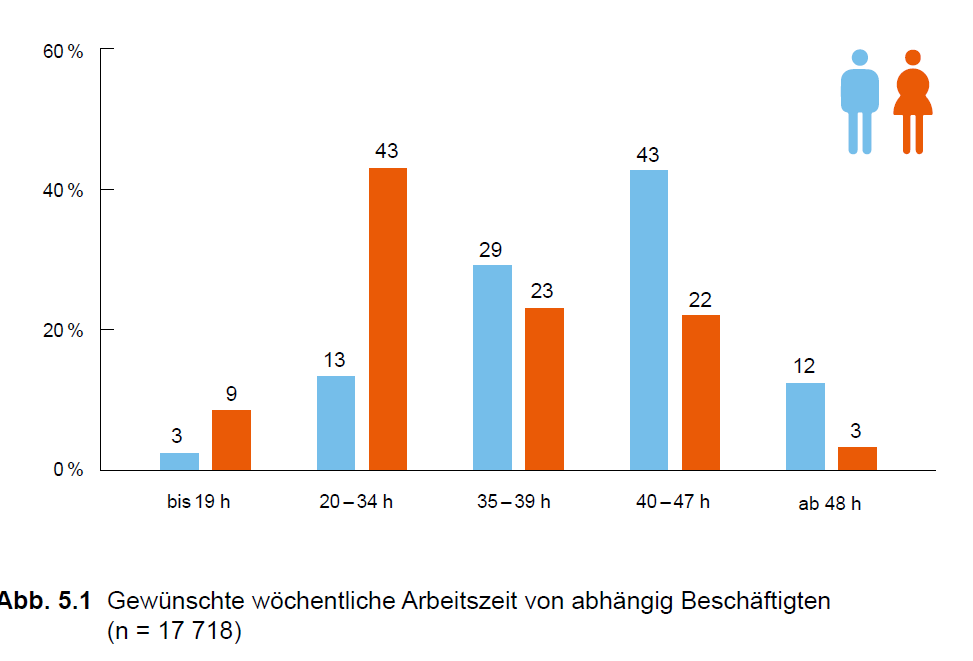 60 %
43
43
40 %
29
23
22
20 %
13
12
9
3
3
0 %
bis 19 h
20 – 34 h
35 – 39 h
40 – 47 h
ab 48 h
Abb. 5.1 Gewünschte wöchentliche Arbeitszeit von abhängig Beschäftigten
(n = 17 718)